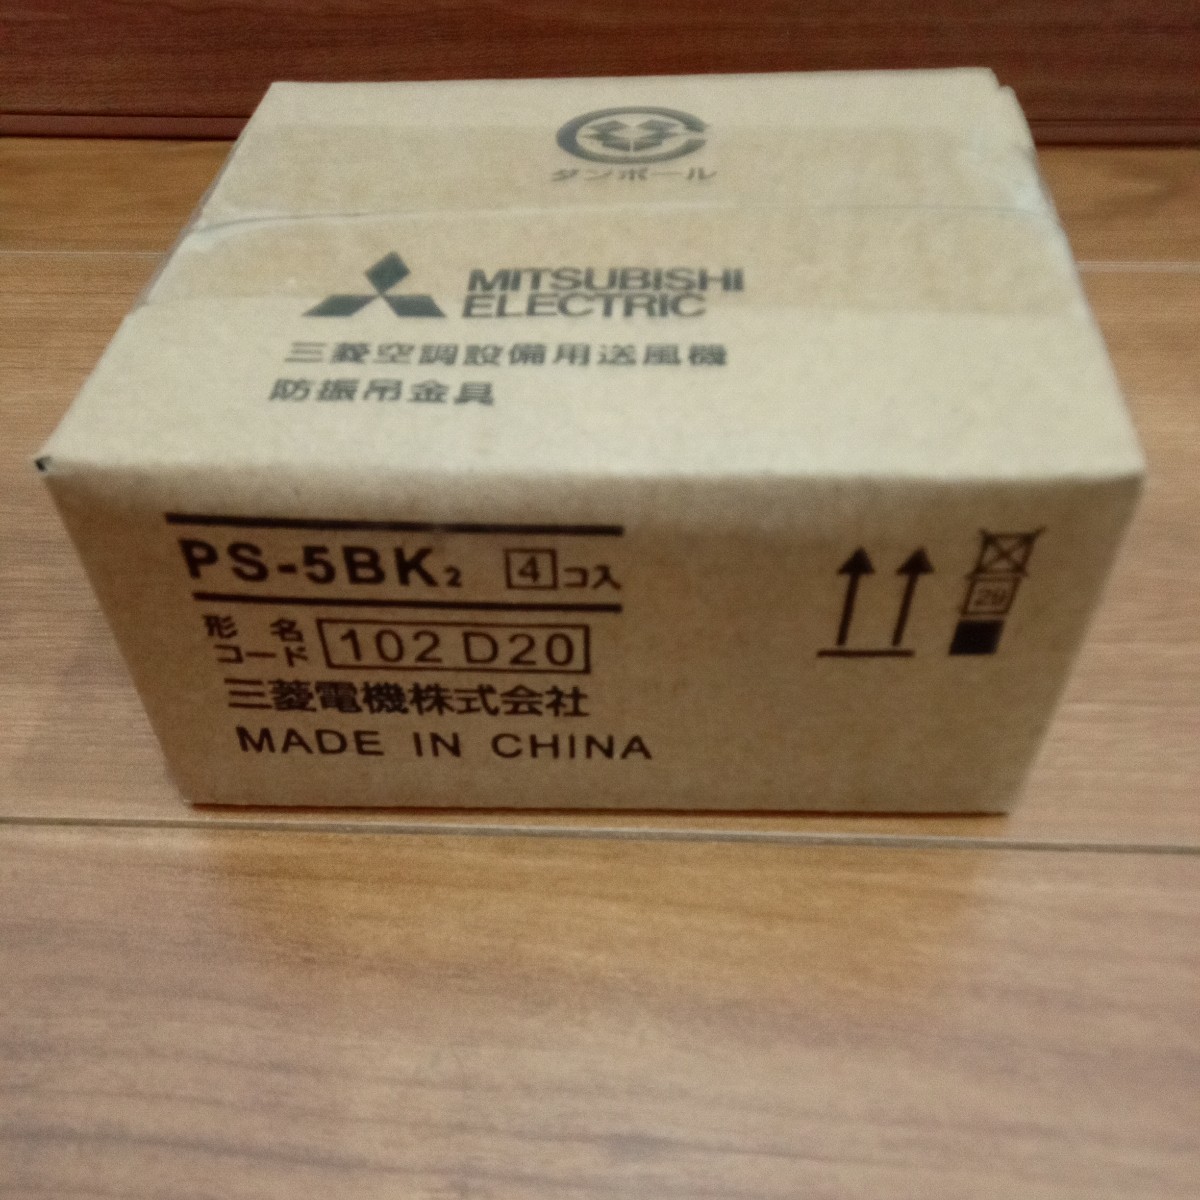 ダンボール
MITSUBISHI
ELECTRIC
三菱空調設備用送風機
防振吊金具
PS-5BK₂ 4コ入
形名
コード 102 D20
三菱電機株式会社
MADE IN CHINA